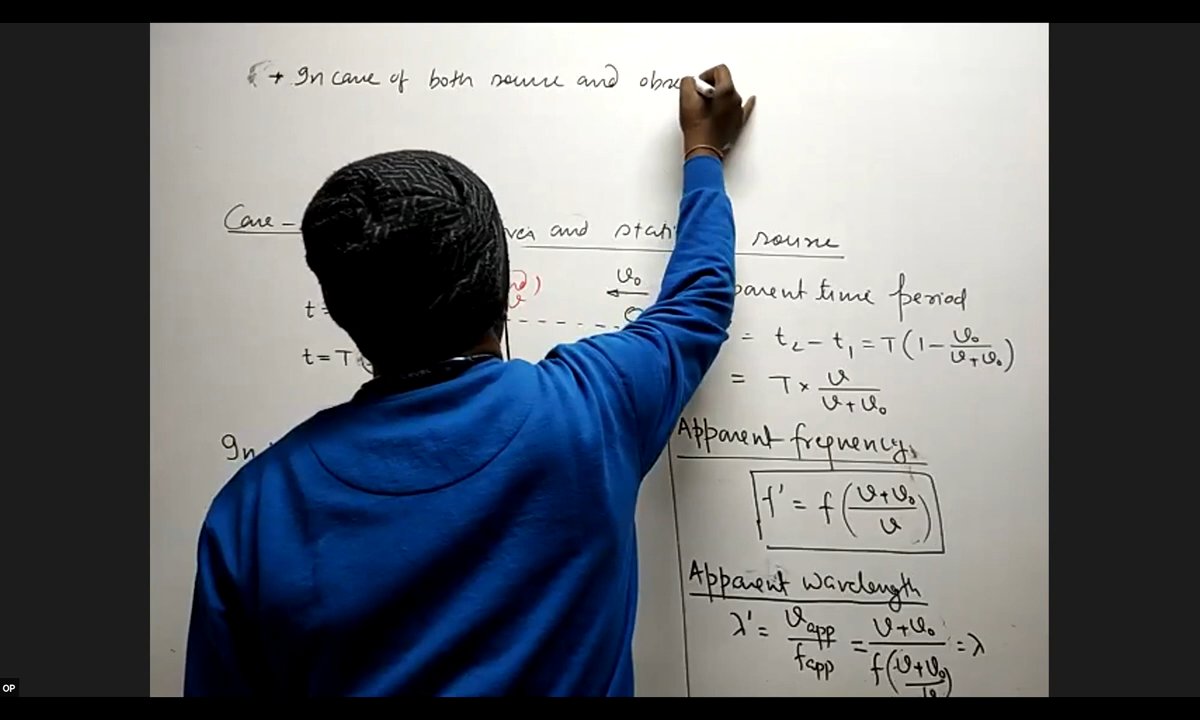 + In case of both source and obse
Case -
ver and stati source
v₀
parent time period
t =
= t₂ - t₁ = T(1 - v₀/(v+v₀))
t = T
= T × v/(v+v₀)
In
Apparent frequency,
f' = f((v+v₀)/v)
Apparent wavelength
λ' = v_app/f_app = (v+v₀)/(f((v+v₀)/v)) = λ
OP